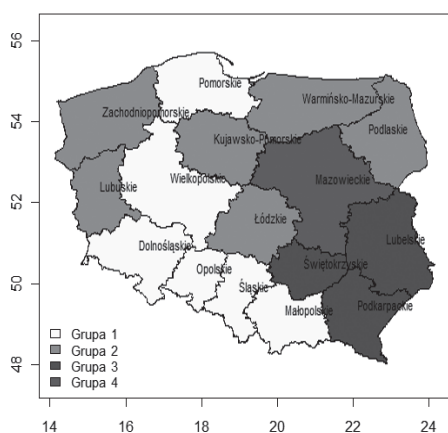 56
54
52
50
48
Pomorskie
Zachodniopomorskie
Warmińsko-Mazurskie
Kujawsko-Pomorskie
Podlaskie
Lubuskie
Wielkopolskie
Mazowieckie
Łódzkie
Dolnośląskie
Lubelskie
Opolskie
Świętokrzyskie
Śląskie
Małopolskie
Podkarpackie
Grupa 1
Grupa 2
Grupa 3
Grupa 4
14 16 18 20 22 24